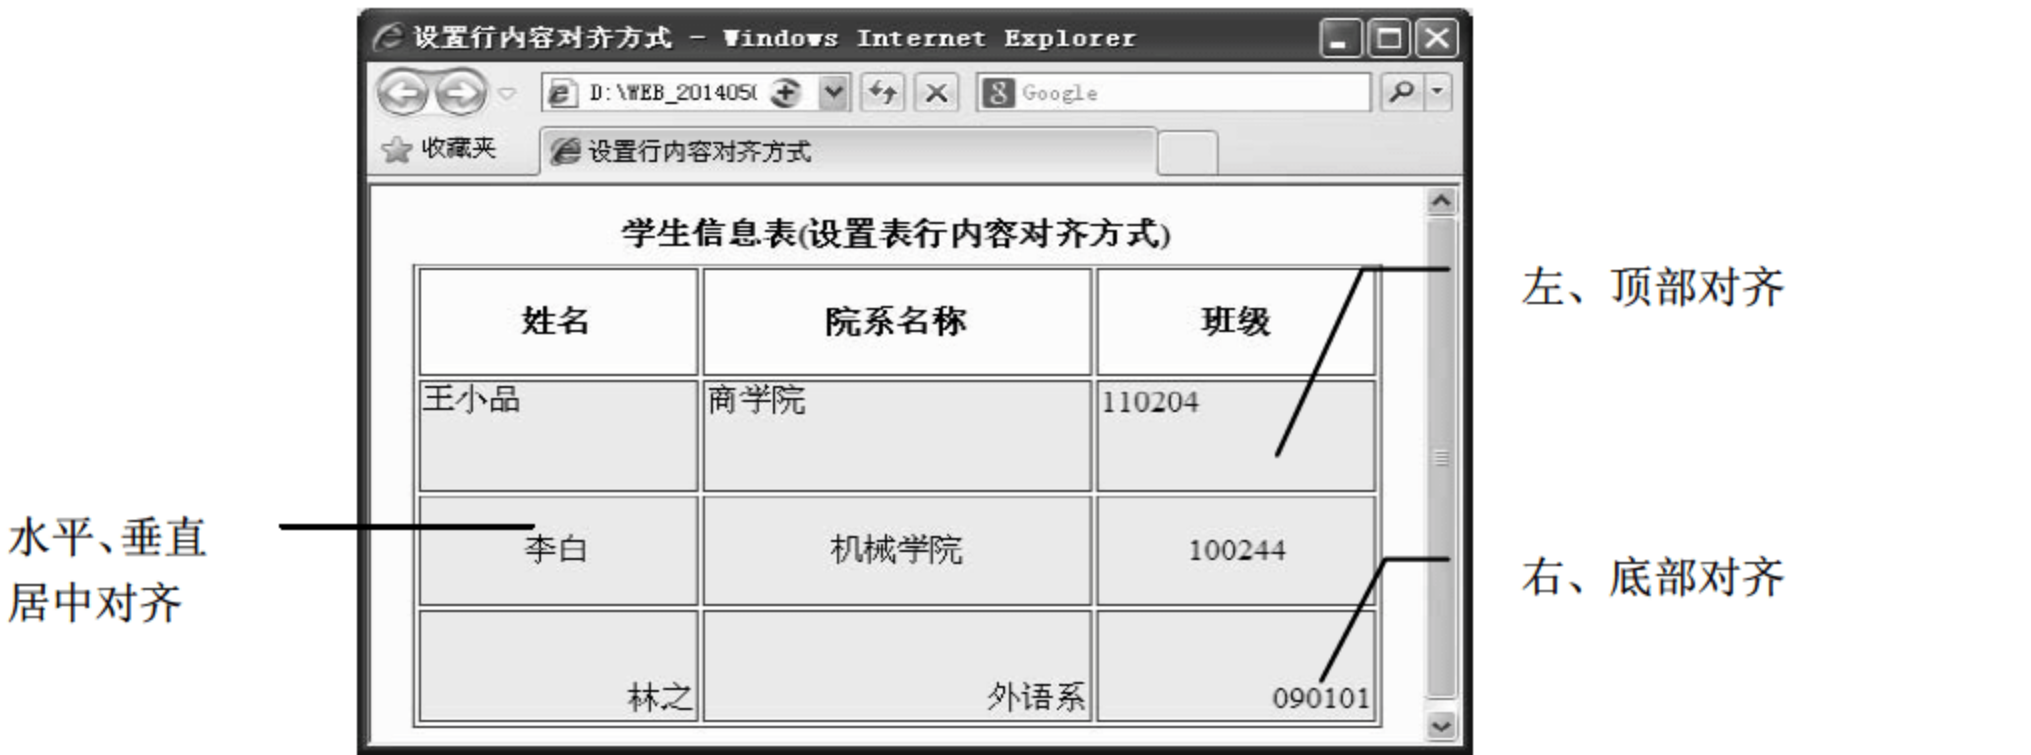 设置行内容对齐方式 - Windows Internet Explorer
D:\WEB_201405(
Google
收藏夹
设置行内容对齐方式
学生信息表(设置表行内容对齐方式)
姓名 院系名称 班级
王小品 商学院 110204
李白 机械学院 100244
林之 外语系 090101
左、顶部对齐
水平、垂直
居中对齐
右、底部对齐